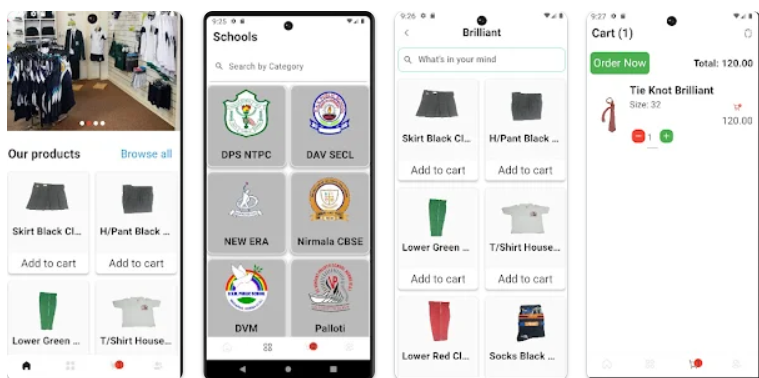 Our products
Browse all
Skirt Black Cl...
H/Pant Black ...
Add to cart
Add to cart
Lower Green ...
T/Shirt House...
9:25
Schools
Search by Category
DPS NTPC
DAV SECL
NEW ERA
Nirmala CBSE
DVM
Palloti
9:26
Brilliant
What's in your mind
Skirt Black Cl...
H/Pant Black ...
Add to cart
Add to cart
Lower Green ...
T/Shirt House...
Add to cart
Add to cart
Lower Red Cl...
Socks Black ...
9:27
Cart (1)
Order Now
Total: 120.00
Tie Knot Brilliant
Size: 32
120.00
1